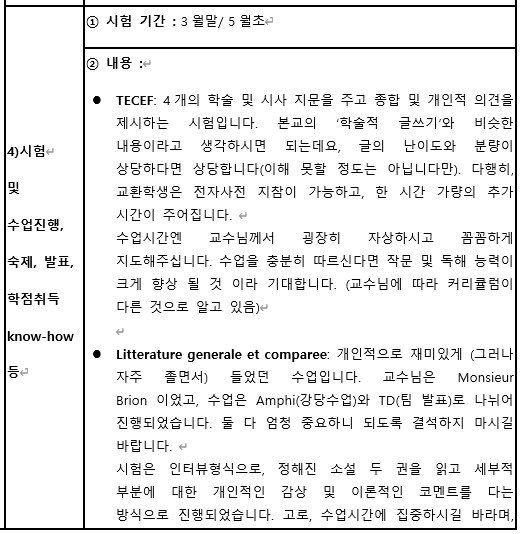 ① 시험 기간 : 3 월말/ 5 월초
② 내용 :
4)시험
및
수업진행,
숙제, 발표,
학점취득
know-how
등
● TECEF: 4 개의 학술 및 시사 지문을 주고 종합 및 개인적 의견을
제시하는 시험입니다. 본교의 ‘학술적 글쓰기’와 비슷한
내용이라고 생각하시면 되는데요, 글의 난이도와 분량이
상당하다면 상당합니다(이해 못할 정도는 아닙니다만). 다행히,
교환학생은 전자사전 지참이 가능하고, 한 시간 가량의 추가
시간이 주어집니다.
수업시간엔 교수님께서 굉장히 자상하시고 꼼꼼하게
지도해주십니다. 수업을 충분히 따르신다면 작문 및 독해 능력이
크게 향상 될 것 이라 기대합니다. (교수님에 따라 커리큘럼이
다른 것으로 알고 있음)
● Litterature generale et comparee: 개인적으로 재미있게 (그러나
자주 졸면서) 들었던 수업입니다. 교수님은 Monsieur
Brion 이었고, 수업은 Amphi(강당수업)와 TD(팀 발표)로 나뉘어
진행되었습니다. 둘 다 엄청 중요하니 되도록 결석하지 마시길
바랍니다.
시험은 인터뷰형식으로, 정해진 소설 두 권을 읽고 세부적
부분에 대한 개인적인 감상 및 이론적인 코멘트를 다는
방식으로 진행되었습니다. 고로, 수업시간에 집중하시길 바라며,